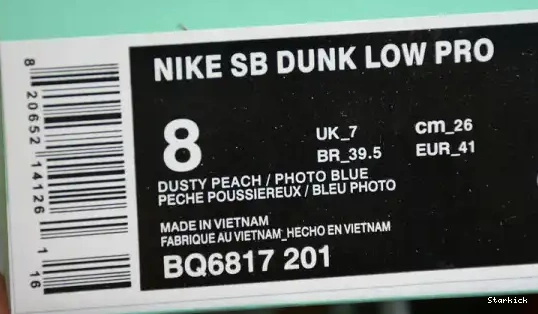 NIKE SB DUNK LOW PRO
8
UK_7
cm_26
BR_39.5
EUR_41
DUSTY PEACH / PHOTO BLUE
PECHE POUSSIEREUX / BLEU PHOTO
MADE IN VIETNAM
FABRIQUE AU VIETNAM_HECHO EN VIETNAM
BQ6817 201
8 20652 14126 1
16
Starkick